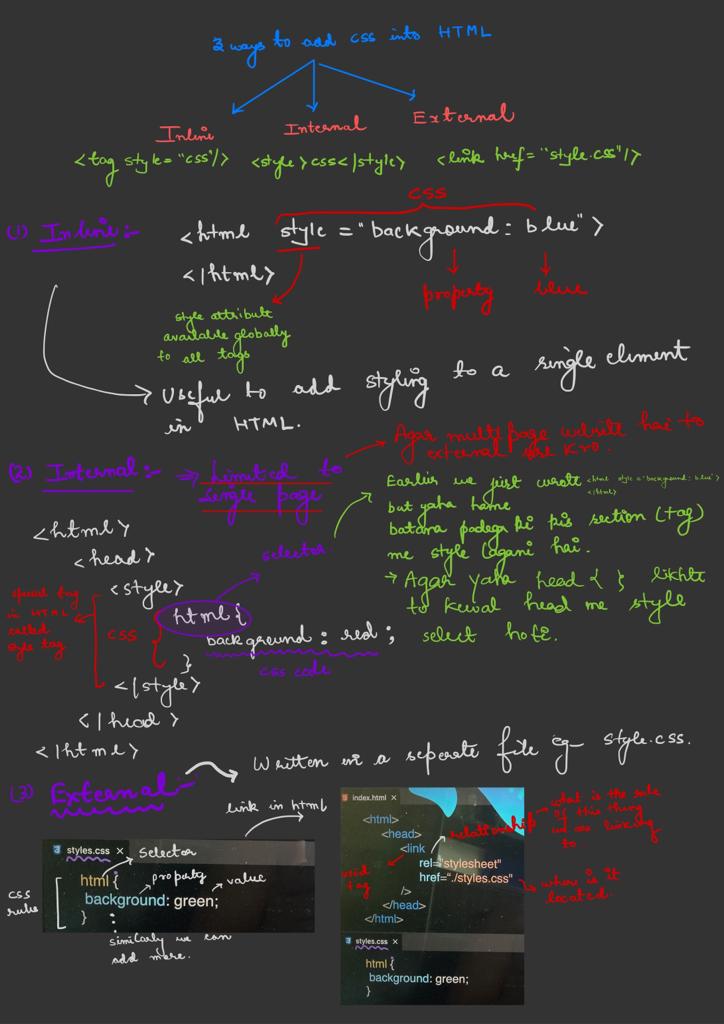 3 ways to add css into HTML
Inline
Internal
External
<tag style="css"/>
<style>css</style>
<link href="style.css"/>
css
(1) Inline :-
<html style="background: blue">
</html>
property
blue
style attribut
available globally
to all tags
Useful to add styling to a single element
in HTML.
Agar multi page website hai to
external use kro.
(2) Internal :- => Limited to
single page
Earlier we just wrote <html style="background: blue">
</html>
but yaha hame
batana padega ki kis section (tag)
me style lagani hai.
→ Agar yaha head { } likhte
to kewal head me style
select hoti.
selector
<html>
<head>
<style>
special tag
in HTML
called
style tag
css
html {
background : red ;
}
css code
</style>
</head>
</html>
(3) External :-
Written in a seperate file eg- style.css.
link in html
styles.css ×
selector
html {
property
value
background: green;
}
css
rules
similarly we can
add more.
index.html ×
<html>
<head>
<link
relationship
what is the role
of this thing
we are linking
to
void
tag
rel="stylesheet"
href="./styles.css"
where is it
located.
/>
</head>
</html>
styles.css ×
html {
background: green;
}